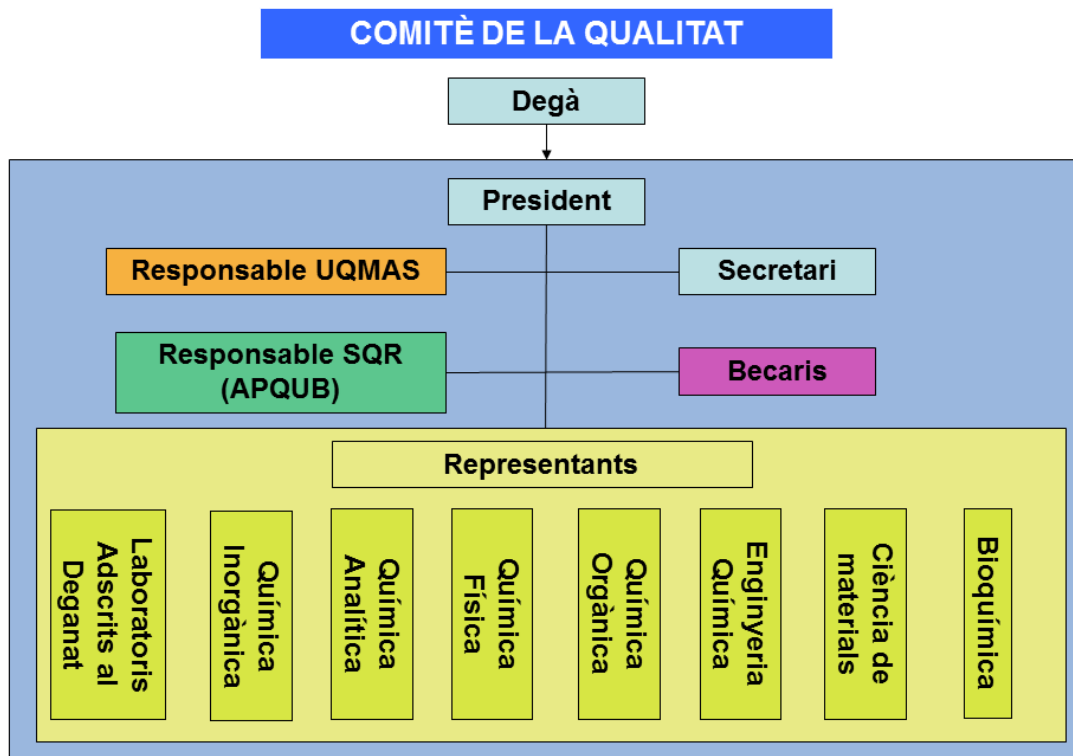 COMITÈ DE LA QUALITAT
Degà
President
Responsable UQMAS
Secretari
Responsable SQR
(APQUB)
Becaris
Representants
Laboratoris
Adscrits al
Deganat
Química
Inorgànica
Química
Analítica
Química
Física
Química
Orgànica
Enginyeria
Química
Ciència de
materials
Bioquímica